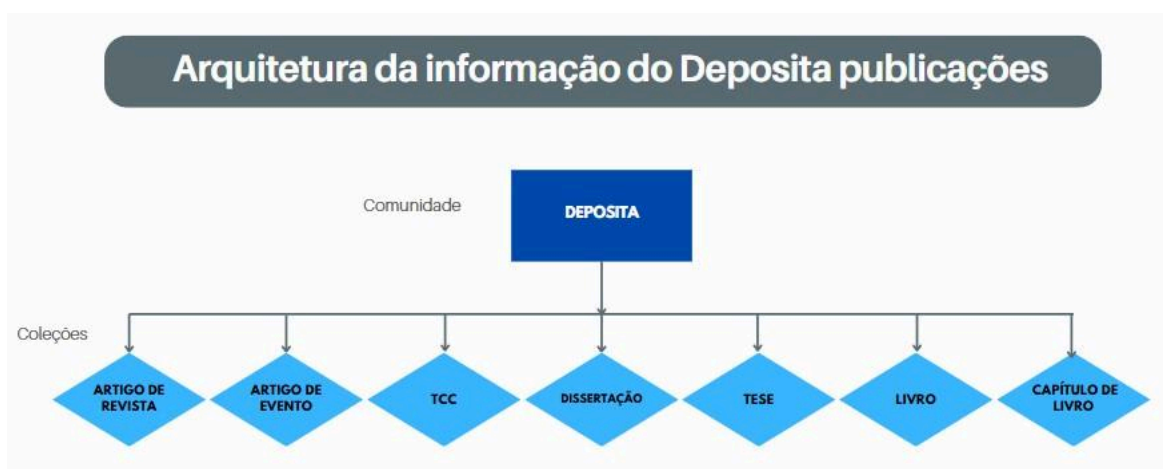 Arquitetura da informação do Deposita publicações
Comunidade
DEPOSITA
Coleções
ARTIGO DE
REVISTA
ARTIGO DE
EVENTO
TCC
DISSERTAÇÃO
TESE
LIVRO
CAPÍTULO DE
LIVRO